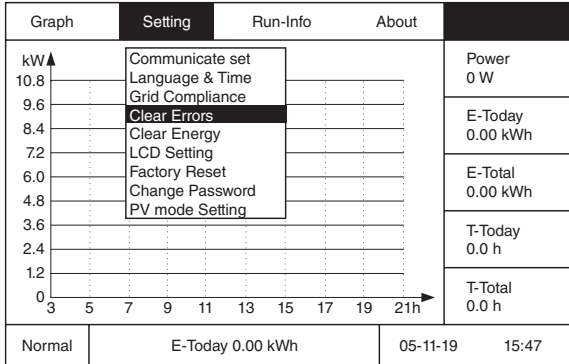 Graph Setting Run-Info About
kW
10.8
9.6
8.4
7.2
6.0
4.8
3.6
2.4
1.2
0
3 5 7 9 11 13 15 17 19 21h
Communicate set
Language & Time
Grid Compliance
Clear Errors
Clear Energy
LCD Setting
Factory Reset
Change Password
PV mode Setting
Power
0 W
E-Today
0.00 kWh
E-Total
0.00 kWh
T-Today
0.0 h
T-Total
0.0 h
Normal E-Today 0.00 kWh 05-11-19 15:47